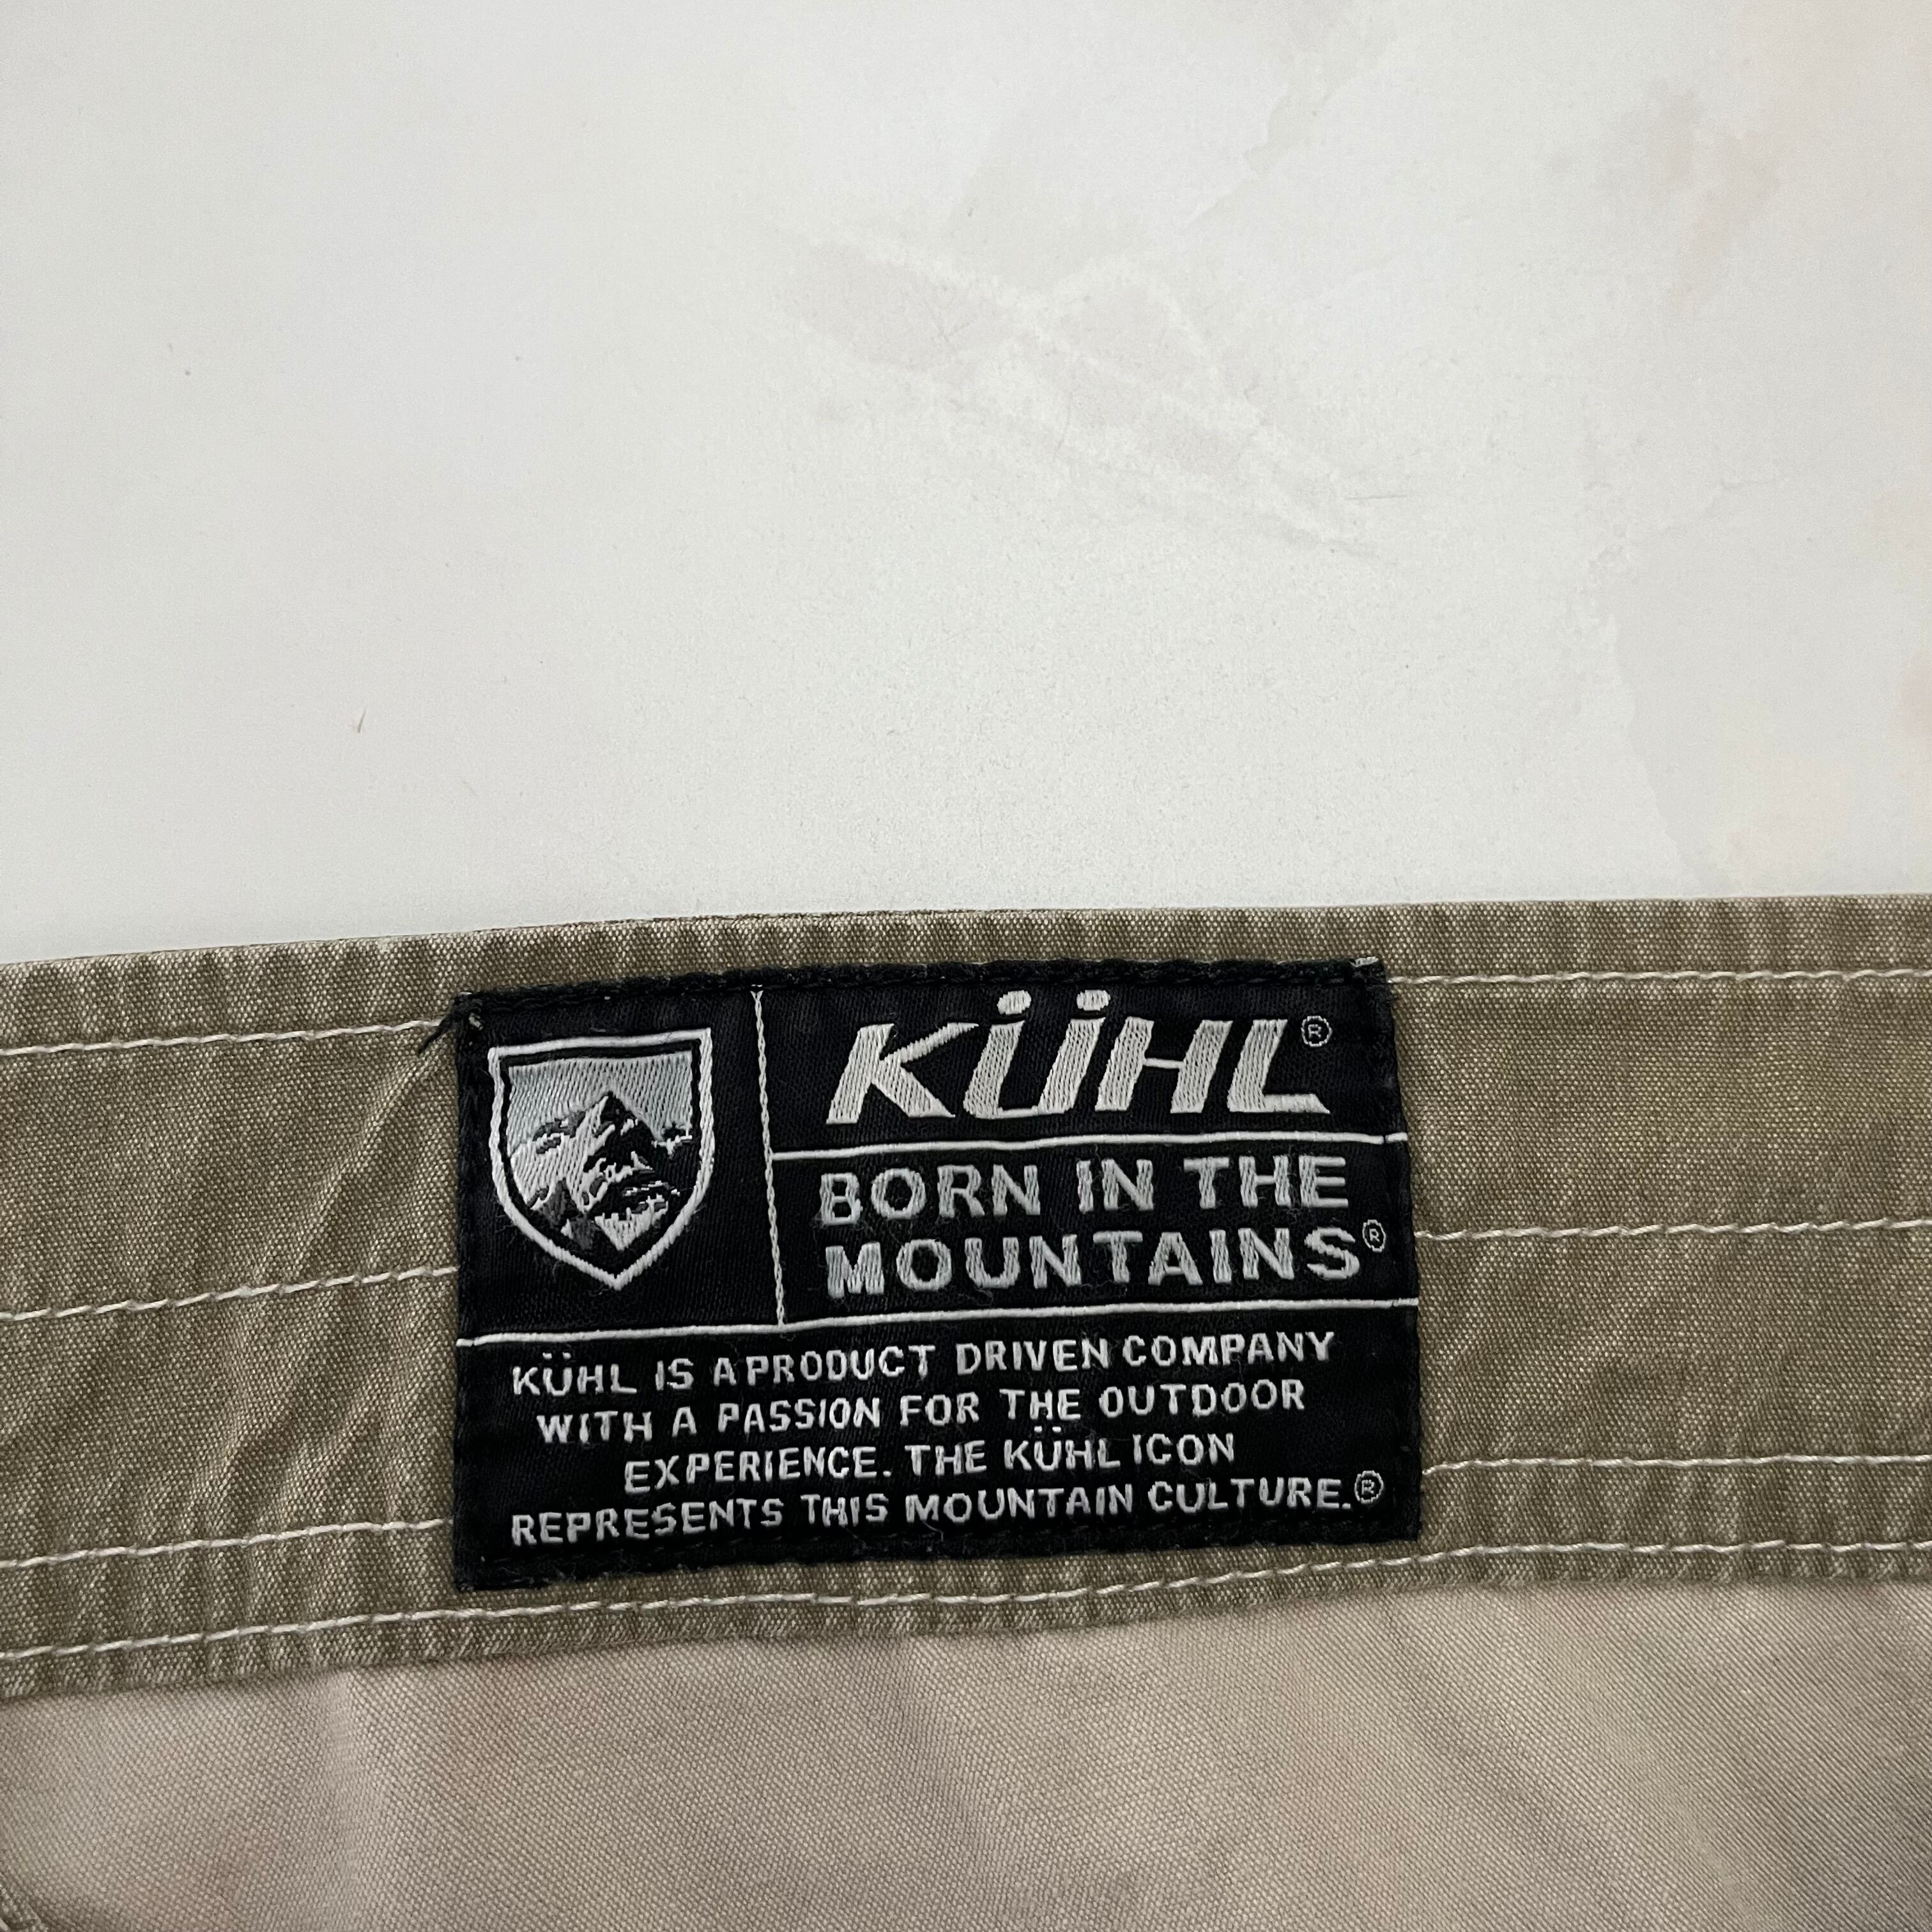 KÜHL®
BORN IN THE
MOUNTAINS®
KÜHL IS A PRODUCT DRIVEN COMPANY
WITH A PASSION FOR THE OUTDOOR
EXPERIENCE. THE KÜHL ICON
REPRESENTS THIS MOUNTAIN CULTURE.®